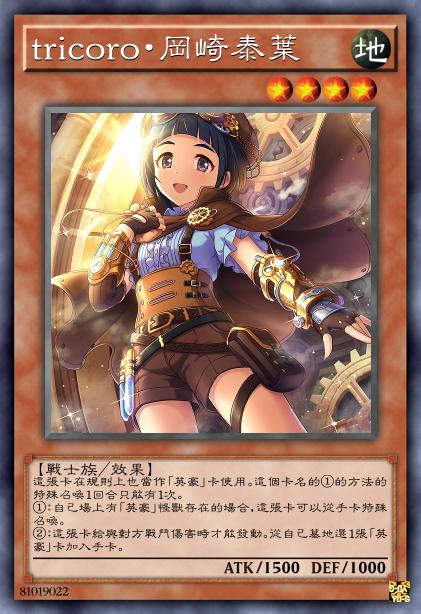 tricoro・岡崎泰葉
地
【戰士族/效果】
這張卡在規則上也當作「英豪」卡使用。這個卡名的①的方法的
特殊召喚1回合只能有1次。
①：自己場上有「英豪」怪獸存在的場合，這張卡可以從手卡特殊
召喚。
②：這張卡給與對方戰鬥傷害時才能發動。從自己墓地選1張「英
豪」卡加入手卡。
ATK/1500 DEF/1000
81019022